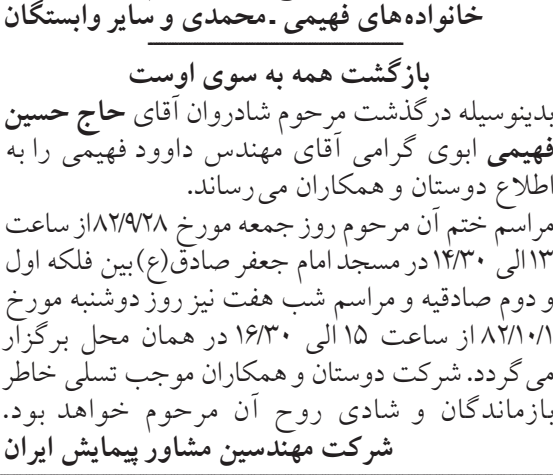 خانواده‌های فهیمی ـ محمدی و سایر وابستگان
بازگشت همه به سوی اوست
بدینوسیله درگذشت مرحوم شادروان آقای حاج حسین
فهیمی ابوی گرامی آقای مهندس داوود فهیمی را به
اطلاع دوستان و همکاران می‌رساند.
مراسم ختم آن مرحوم روز جمعه مورخ ۸۲/۹/۲۸از ساعت
۱۳الی ۱۴/۳۰ در مسجد امام جعفر صادق(ع)بین فلکه اول
و دوم صادقیه و مراسم شب هفت نیز روز دوشنبه مورخ
۸۲/۱۰/۱ از ساعت ۱۵ الی ۱۶/۳۰ در همان محل برگزار
می‌گردد. شرکت دوستان و همکاران موجب تسلی خاطر
بازماندگان و شادی روح آن مرحوم خواهد بود.
شرکت مهندسین مشاور پیمایش ایران